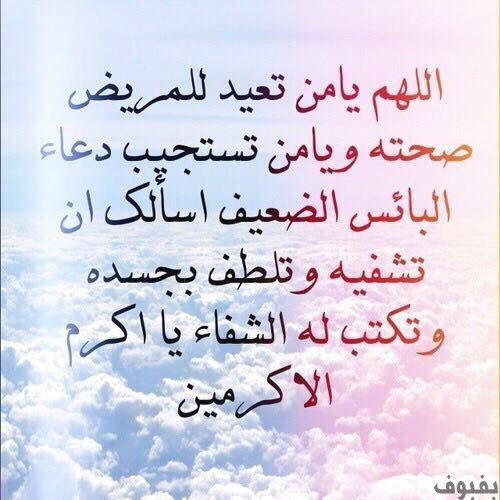 اللهم يامن تعيد للمريض
صحته ويامن تستجيب دعاء
البائس الضعيف اسألك ان
تشفيه وتلطف بجسده
وتكتب له الشفاء يا اكرم
الاكرمين
بفبوف